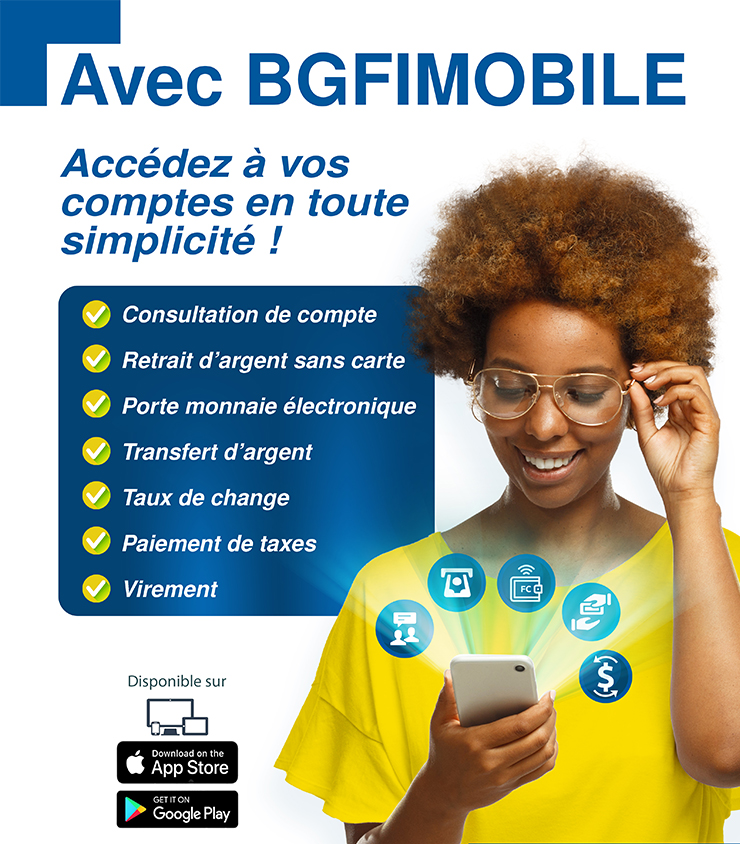 Avec BGFIMOBILE
Accédez à vos
comptes en toute
simplicité !
Consultation de compte
Retrait d'argent sans carte
Porte monnaie électronique
Transfert d'argent
Taux de change
Paiement de taxes
Virement
FC
$
Disponible sur
Download on the
App Store
GET IT ON
Google Play